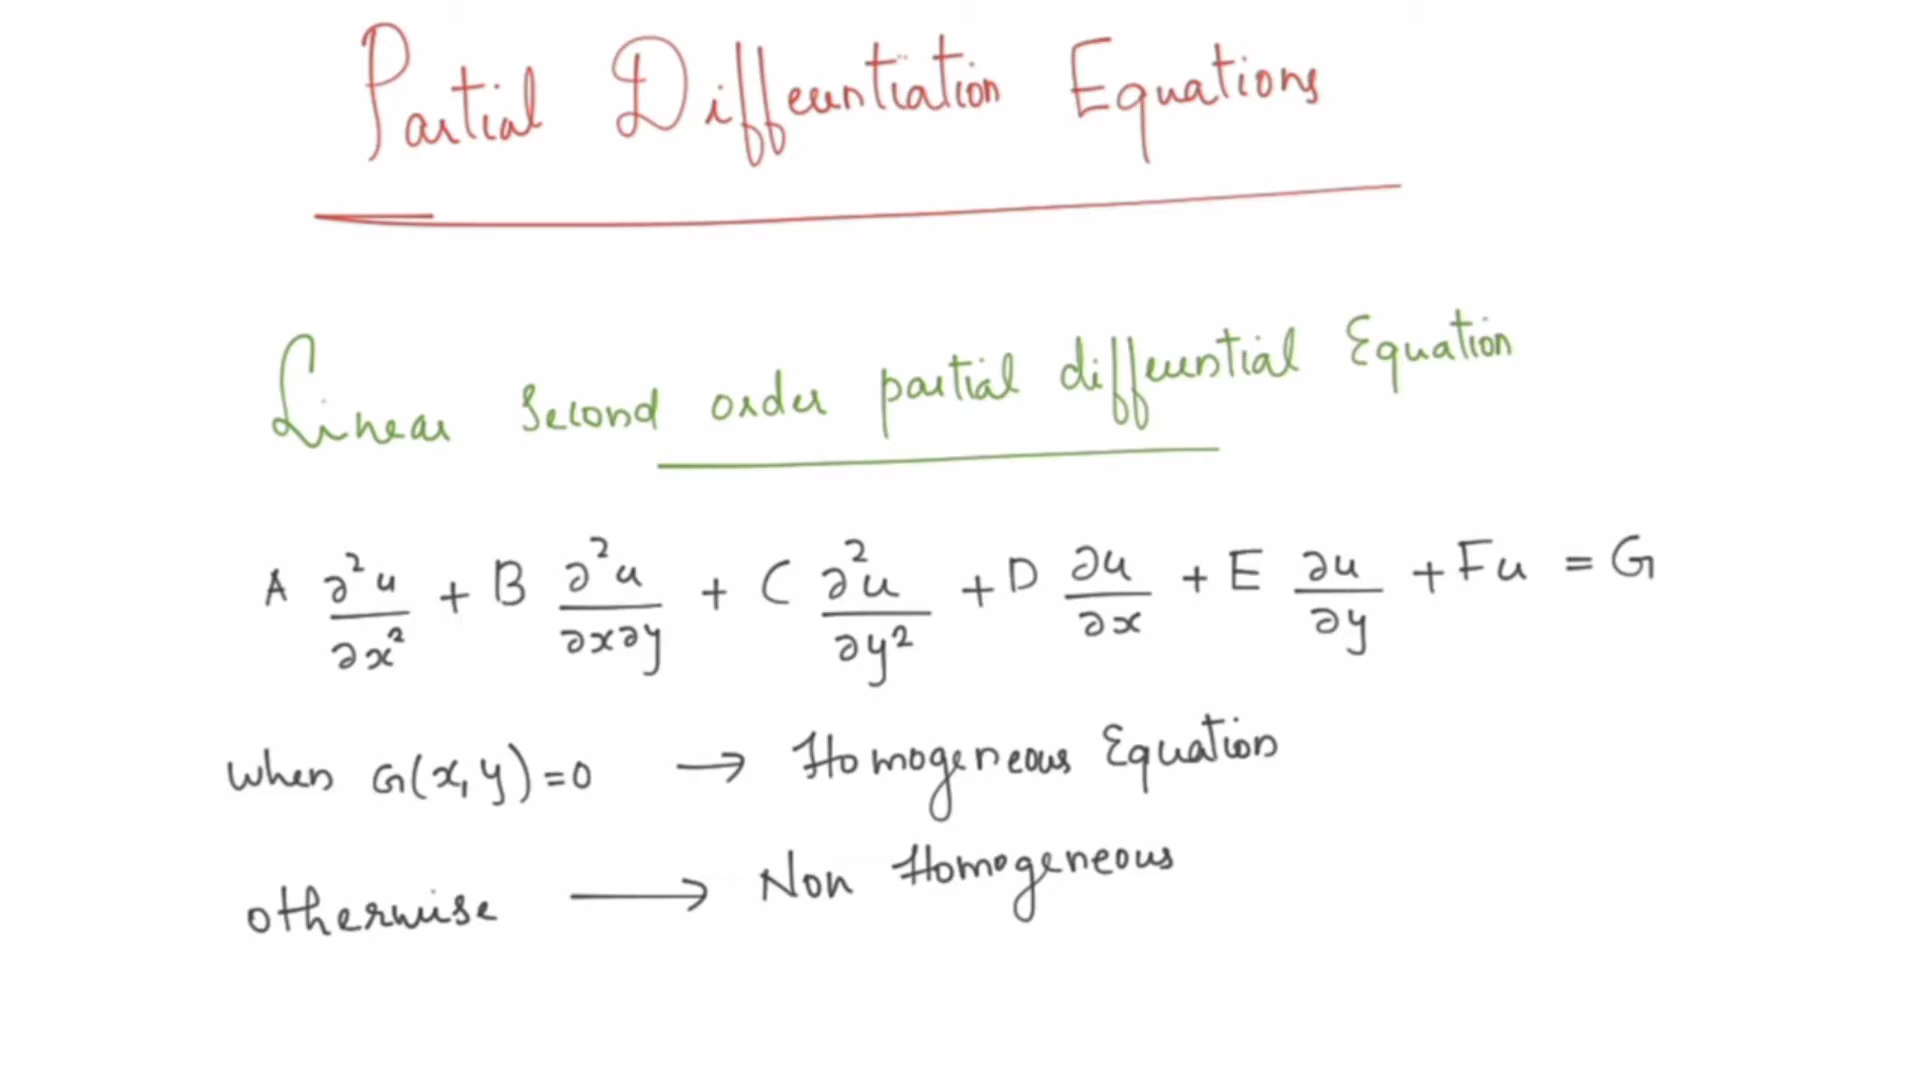 Partial Differentiation Equations
Linear Second order partial differential Equation
A ∂²u/∂x² + B ∂²u/∂x∂y + C ∂²u/∂y² + D ∂u/∂x + E ∂u/∂y + Fu = G
When G(x,y)=0 → Homogeneous Equation
otherwise → Non Homogeneous